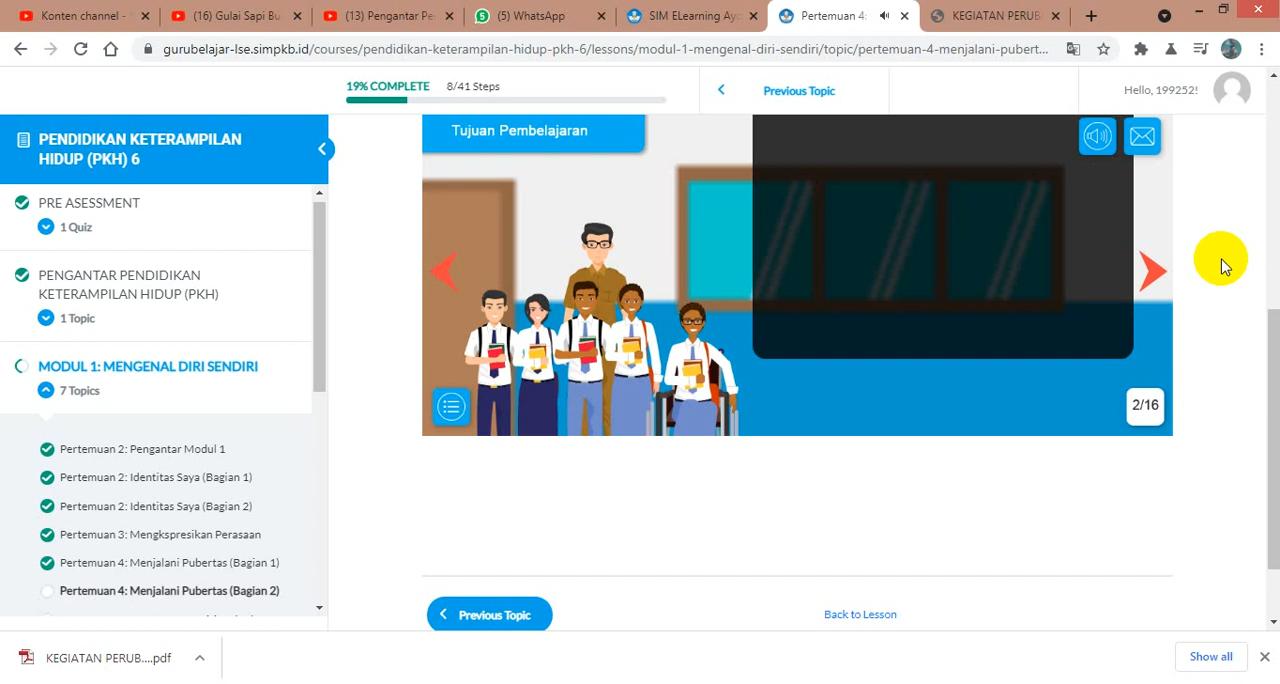 Konten channel -
(16) Gulai Sapi Bu
(13) Pengantar Pe
(5) WhatsApp
SIM ELearning Ayo
Pertemuan 4:
KEGIATAN PERUB
gurubelajar-lse.simpkb.id/courses/pendidikan-keterampilan-hidup-pkh-6/lessons/modul-1-mengenal-diri-sendiri/topic/pertemuan-4-menjalani-pubert...
19% COMPLETE 8/41 Steps
Previous Topic
Hello, 199252!
PENDIDIKAN KETERAMPILAN
HIDUP (PKH) 6
PRE ASESSMENT
1 Quiz
PENGANTAR PENDIDIKAN
KETERAMPILAN HIDUP (PKH)
1 Topic
MODUL 1: MENGENAL DIRI SENDIRI
7 Topics
Pertemuan 2: Pengantar Modul 1
Pertemuan 2: Identitas Saya (Bagian 1)
Pertemuan 2: Identitas Saya (Bagian 2)
Pertemuan 3: Mengkspresikan Perasaan
Pertemuan 4: Menjalani Pubertas (Bagian 1)
Pertemuan 4: Menjalani Pubertas (Bagian 2)
Tujuan Pembelajaran
2/16
Previous Topic
Back to Lesson
KEGIATAN PERUB....pdf
Show all